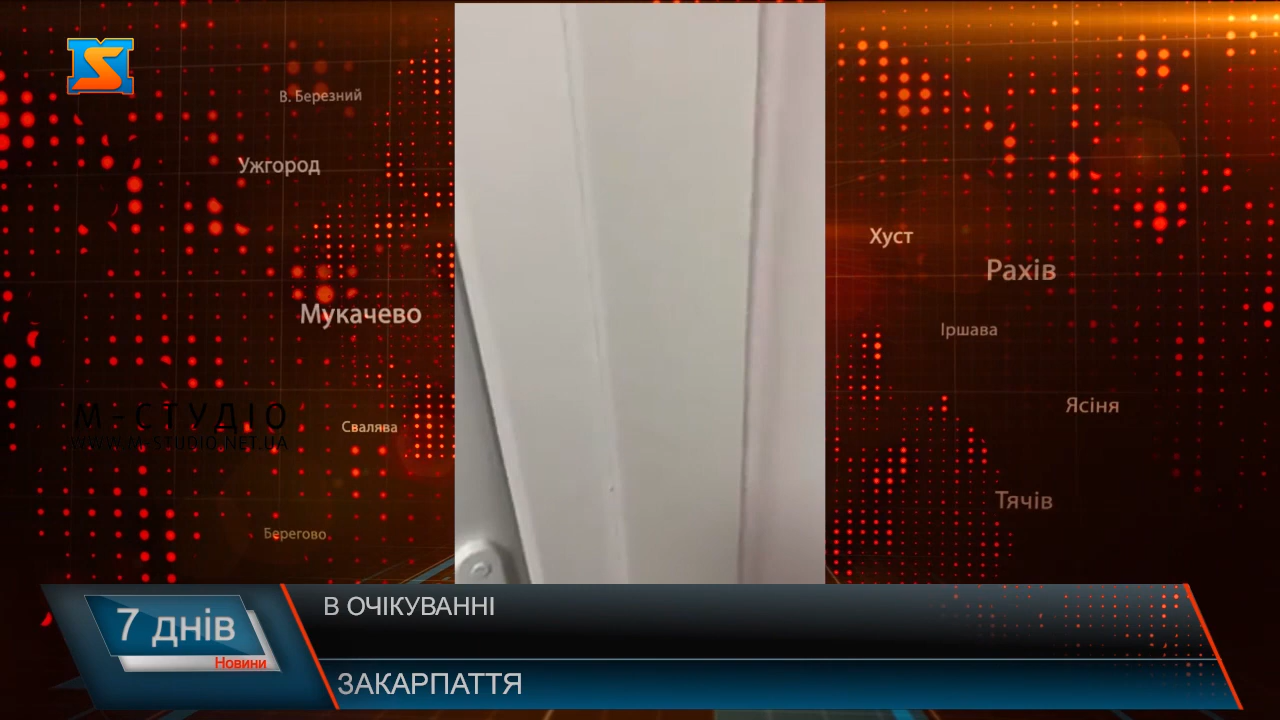 В. Березний
Ужгород
Хуст
Рахів
Мукачево
Іршава
Ясіня
М-СТУДІО
WWW.M-STUDIO.NET.UA
Свалява
Тячів
Берегово
7 днів
Новини
В ОЧІКУВАННІ
ЗАКАРПАТТЯ